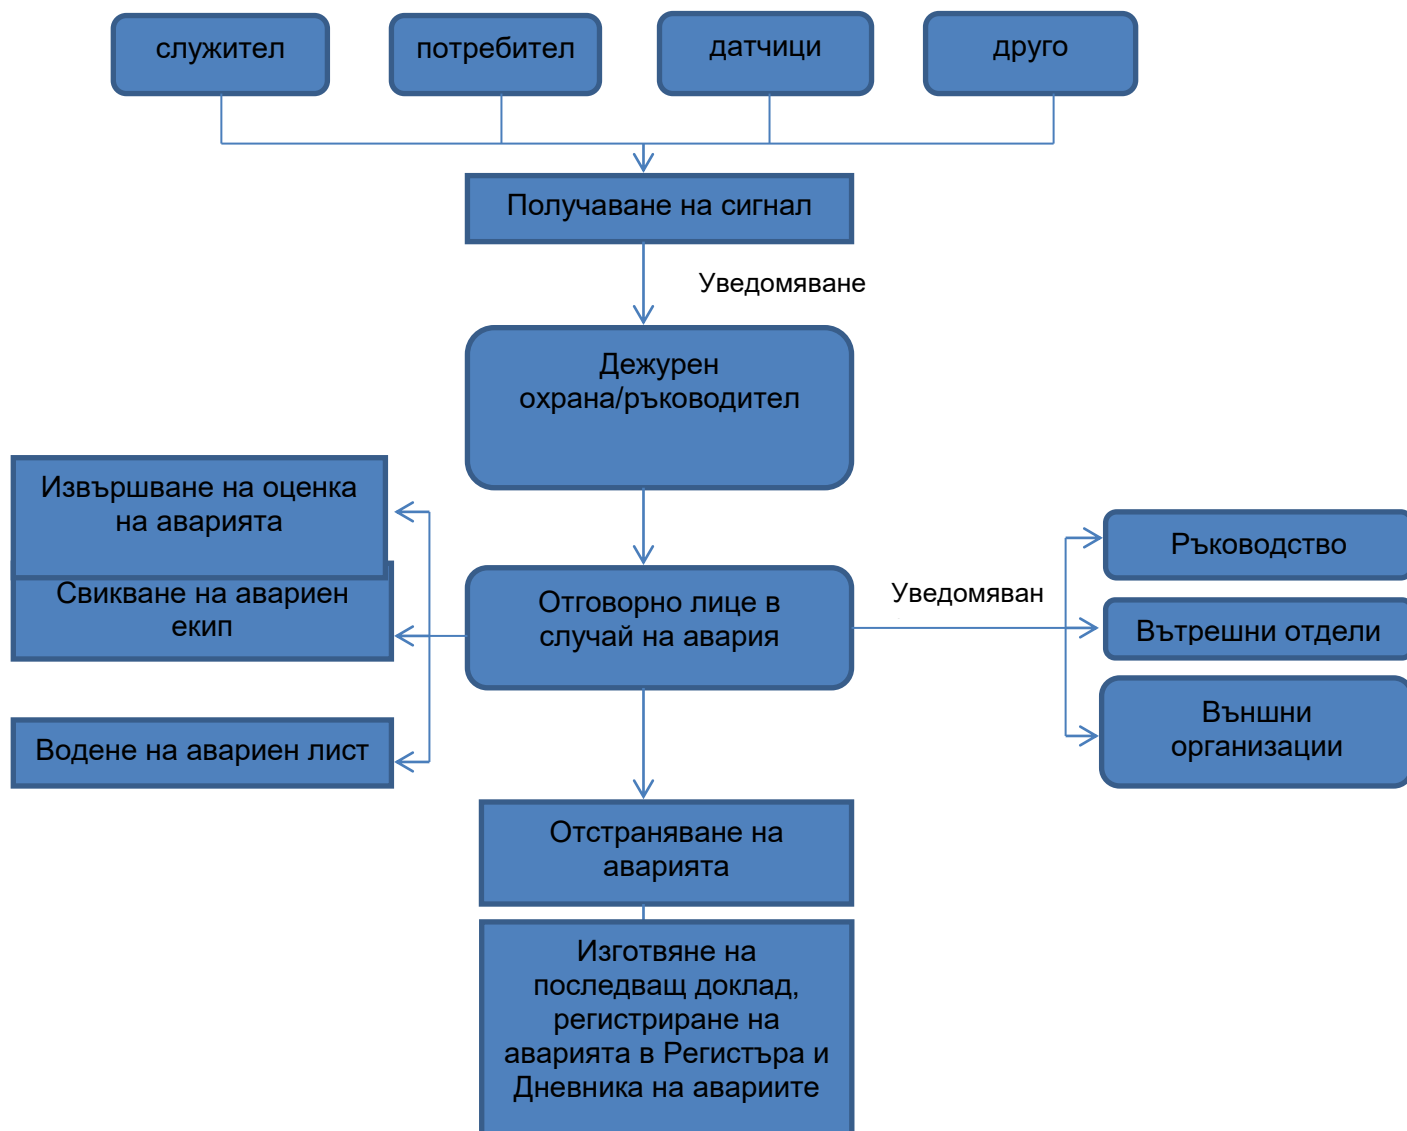 служител
потребител
датчици
друго
Получаване на сигнал
Уведомяване
Дежурен
охрана/ръководител
Извършване на оценка
на аварията
Свикване на авариен
екип
Водене на авариен лист
Отговорно лице в
случай на авария
Уведомяван
Ръководство
Вътрешни отдели
Външни
организации
Отстраняване на
аварията
Изготвяне на
последващ доклад,
регистриране на
аварията в Регистъра и
Дневника на авариите